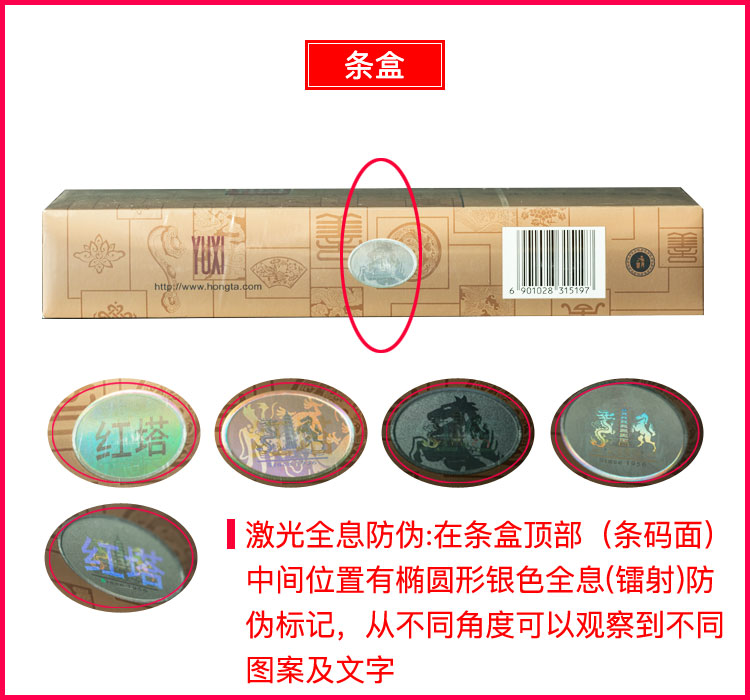 条盒
YUXI
http://www.hongta.com
6 901028 315197
红塔
Since 1956
红塔
激光全息防伪:在条盒顶部（条码面）
中间位置有椭圆形银色全息(镭射)防
伪标记，从不同角度可以观察到不同
图案及文字